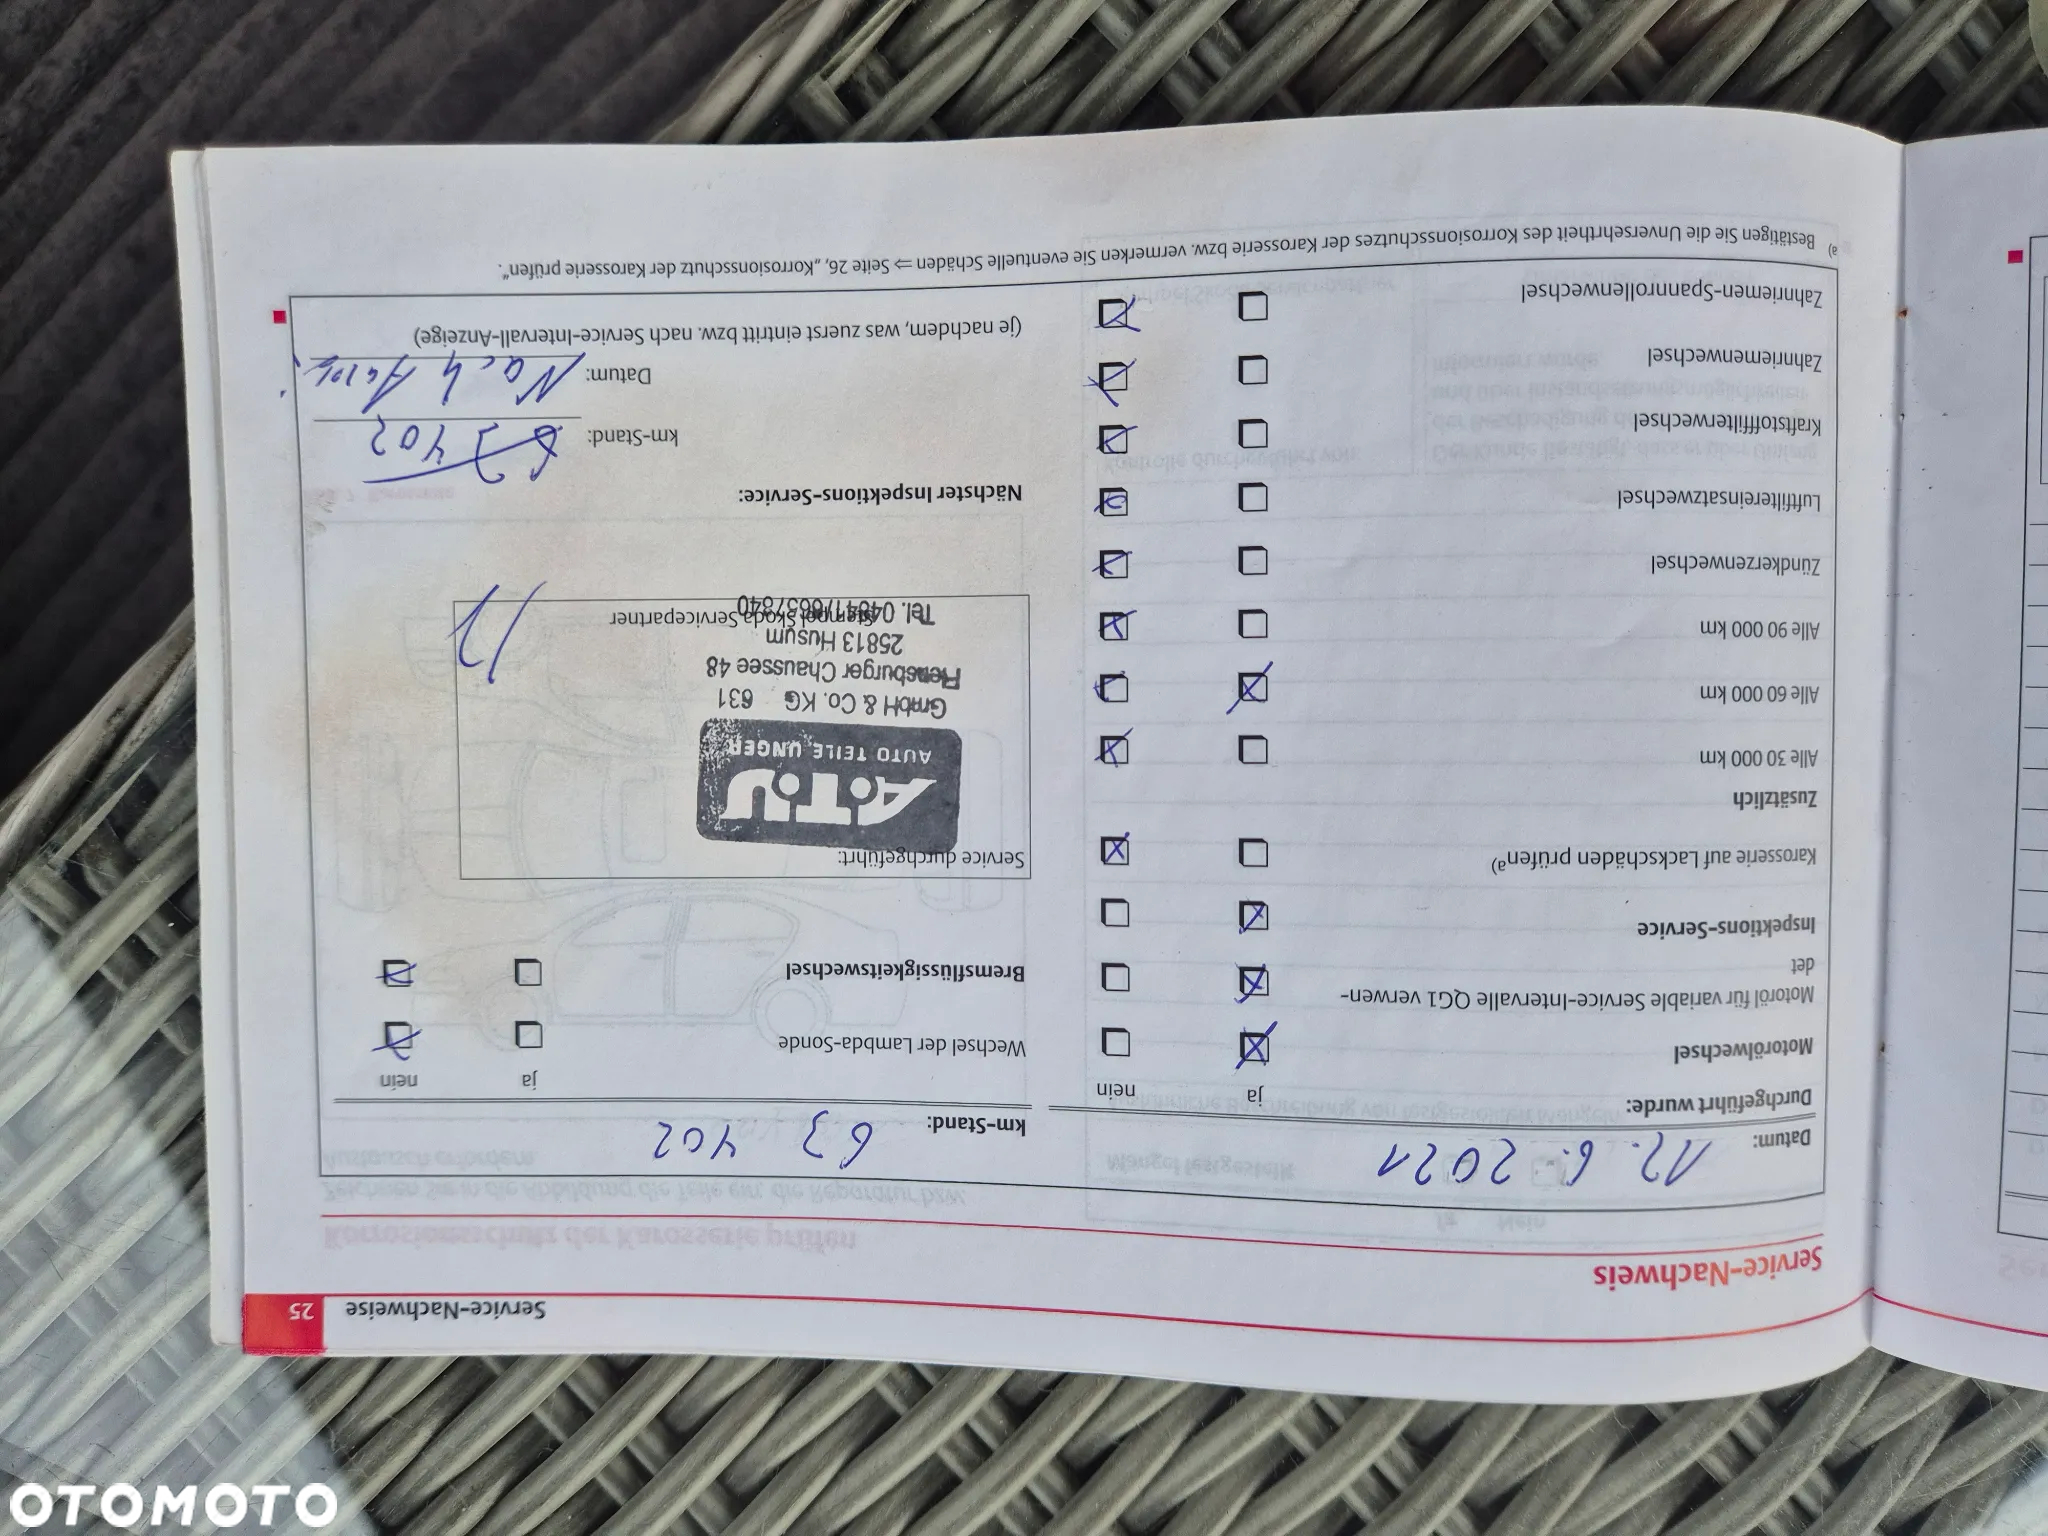 Service-Nachweise 25
Service-Nachweis
Datum: 12. 6. 2021
Durchgeführt wurde: ja nein
Motorölwechsel
Motoröl für variable Service-Intervalle QG1 verwen-
det
Inspektions-Service
Karosserie auf Lackschäden prüfen a)
Zusätzlich
Alle 30 000 km
Alle 60 000 km
Alle 90 000 km
Zündkerzenwechsel
Luftfiltereinsatzwechsel
Kraftstofffilterwechsel
Zahnriemenwechsel
Zahnriemen-Spannrollenwechsel
km-Stand: 63 402
ja nein
Wechsel der Lambda-Sonde
Bremsflüssigkeitswechsel
Service durchgeführt:
A.T.U
AUTO TEILE UNGER
GmbH & Co. KG 631
Flensburger Chaussee 48
25813 Husum
Tel. 04841/8637840
Stempel Škoda Servicepartner
Nächster Inspektions-Service:
km-Stand: 63 402
Datum: Nach
(je nachdem, was zuerst eintritt bzw. nach Service-Intervall-Anzeige)
a) Bestätigen Sie die Unversehrtheit des Korrosionsschutzes der Karosserie bzw. vermerken Sie eventuelle Schäden ⇒ Seite 26, „Korrosionsschutz der Karosserie prüfen".
OTOMOTO